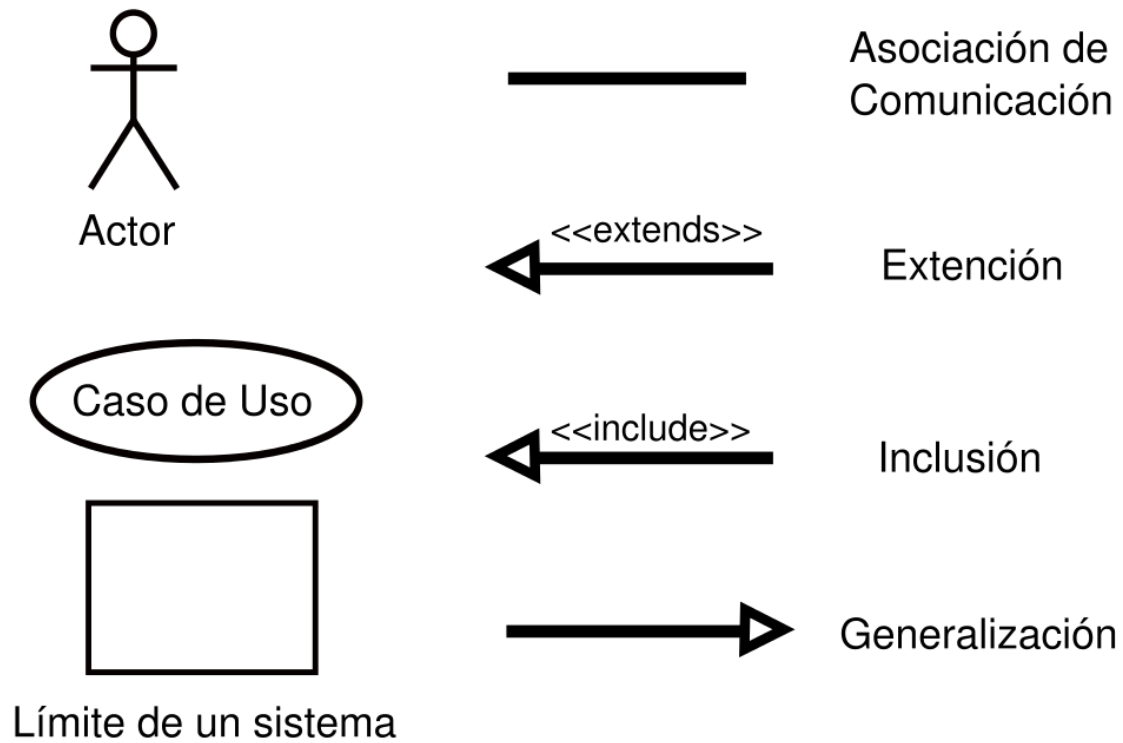 Actor
Caso de Uso
Límite de un sistema
Asociación de
Comunicación
<<extends>>
Extención
<<include>>
Inclusión
Generalización